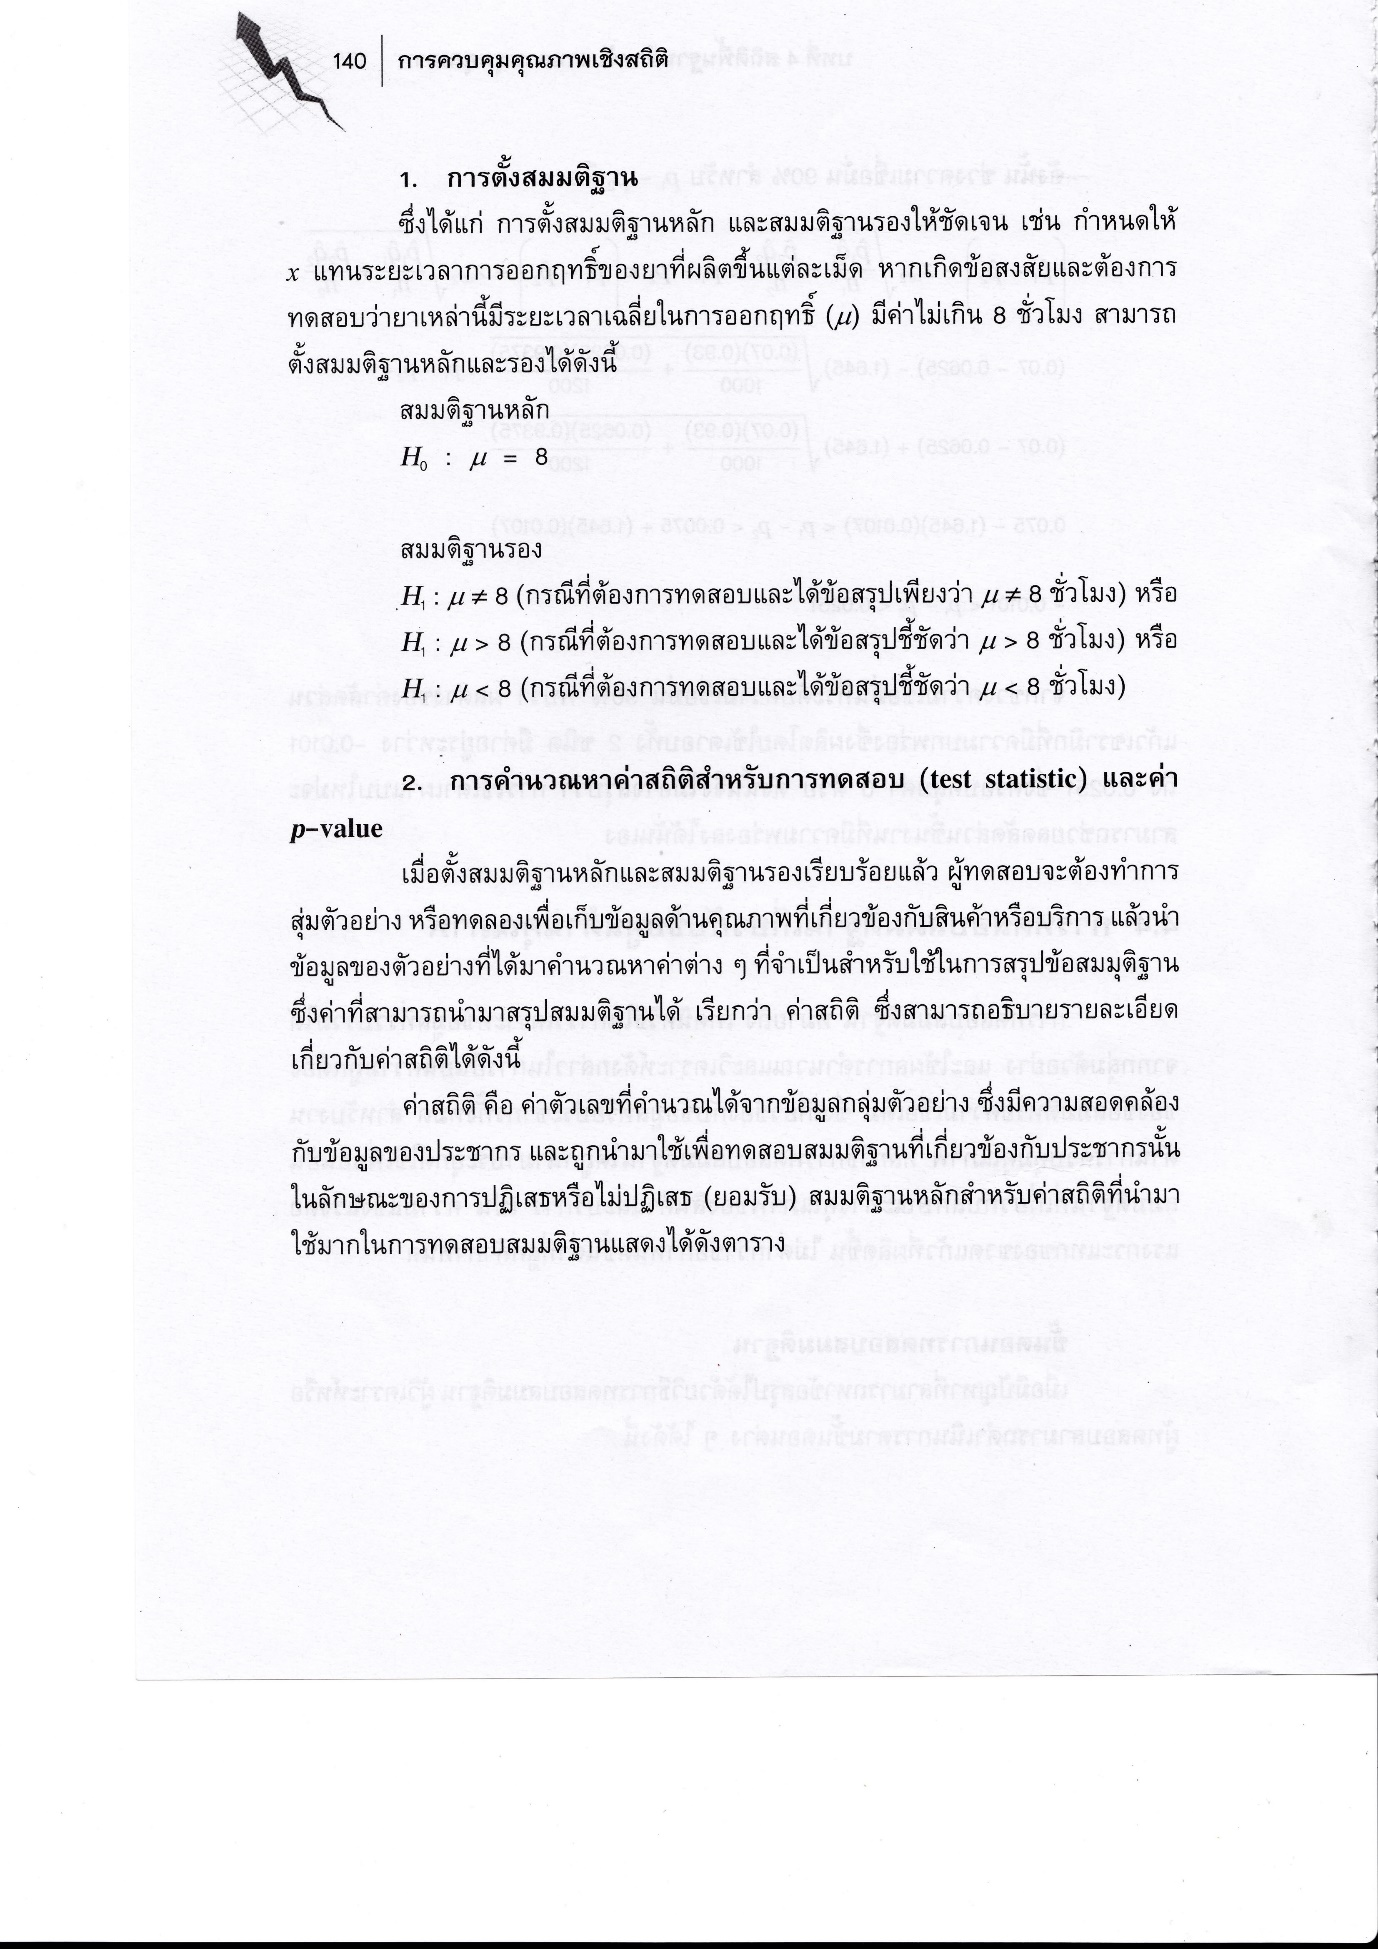 140 การควบคุมคุณภาพเชิงสถิติ
1. การตั้งสมมติฐาน
ซึ่งได้แก่ การตั้งสมมติฐานหลัก และสมมติฐานรองให้ชัดเจน เช่น กำหนดให้
x แทนระยะเวลาการออกฤทธิ์ของยาที่ผลิตขึ้นแต่ละเม็ด หากเกิดข้อสงสัยและต้องการ
ทดสอบว่ายาเหล่านี้มีระยะเวลาเฉลี่ยในการออกฤทธิ์ (μ) มีค่าไม่เกิน 8 ชั่วโมง สามารถ
ตั้งสมมติฐานหลักและรองได้ดังนี้
สมมติฐานหลัก
H₀ : μ = 8
สมมติฐานรอง
H₁ : μ ≠ 8 (กรณีที่ต้องการทดสอบและได้ข้อสรุปเพียงว่า μ ≠ 8 ชั่วโมง) หรือ
H₁ : μ > 8 (กรณีที่ต้องการทดสอบและได้ข้อสรุปชี้ชัดว่า μ > 8 ชั่วโมง) หรือ
H₁ : μ < 8 (กรณีที่ต้องการทดสอบและได้ข้อสรุปชี้ชัดว่า μ < 8 ชั่วโมง)
2. การคำนวณหาค่าสถิติสำหรับการทดสอบ (test statistic) และค่า
p-value
เมื่อตั้งสมมติฐานหลักและสมมติฐานรองเรียบร้อยแล้ว ผู้ทดสอบจะต้องทำการ
สุ่มตัวอย่าง หรือทดลองเพื่อเก็บข้อมูลด้านคุณภาพที่เกี่ยวข้องกับสินค้าหรือบริการ แล้วนำ
ข้อมูลของตัวอย่างที่ได้มาคำนวณหาค่าต่าง ๆ ที่จำเป็นสำหรับใช้ในการสรุปข้อสมมุติฐาน
ซึ่งค่าที่สามารถนำมาสรุปสมมติฐานได้ เรียกว่า ค่าสถิติ ซึ่งสามารถอธิบายรายละเอียด
เกี่ยวกับค่าสถิติได้ดังนี้
ค่าสถิติ คือ ค่าตัวเลขที่คำนวณได้จากข้อมูลกลุ่มตัวอย่าง ซึ่งมีความสอดคล้อง
กับข้อมูลของประชากร และถูกนำมาใช้เพื่อทดสอบสมมติฐานที่เกี่ยวข้องกับประชากรนั้น
ในลักษณะของการปฏิเสธหรือไม่ปฏิเสธ (ยอมรับ) สมมติฐานหลักสำหรับค่าสถิติที่นำมา
ใช้มากในการทดสอบสมมติฐานแสดงได้ดังตาราง